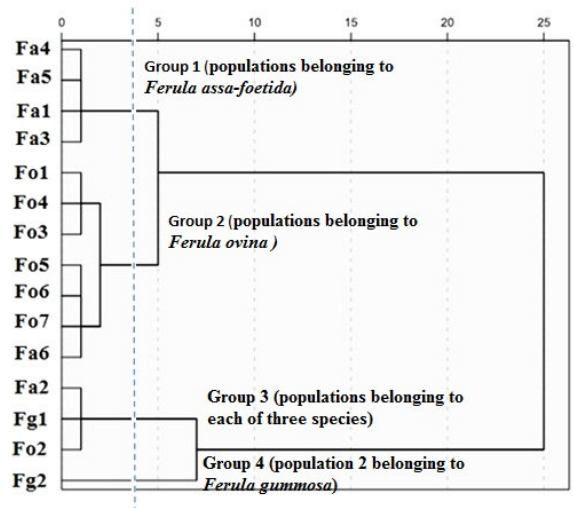 0 5 10 15 20 25
Fa4
Fa5
Fa1
Fa3
Fo1
Fo4
Fo3
Fo5
Fo6
Fo7
Fa6
Fa2
Fg1
Fo2
Fg2
Group 1 (populations belonging to
Ferula assa-foetida)
Group 2 (populations belonging to
Ferula ovina )
Group 3 (populations belonging to
each of three species)
Group 4 (population 2 belonging to
Ferula gummosa)